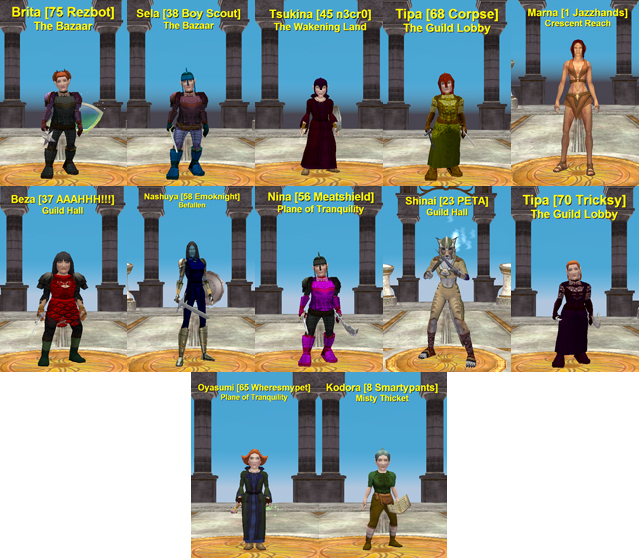 Brita [75 Rezbot]
The Bazaar
Sela [38 Boy Scout]
The Bazaar
Tsukina [45 n3cr0]
The Wakening Land
Tipa [68 Corpse]
The Guild Lobby
Marna [1 Jazzhands]
Crescent Reach
Beza [37 AAAHHH!!!]
Guild Hall
Nashuya [58 Emoknight]
Befallen
Nina [56 Meatshield]
Plane of Tranquility
Shinai [23 PETA]
Guild Hall
Tipa [70 Tricksy]
The Guild Lobby
Oyasumi [65 Wheresmypet]
Plane of Tranquility
Kodora [8 Smartypants]
Misty Thicket